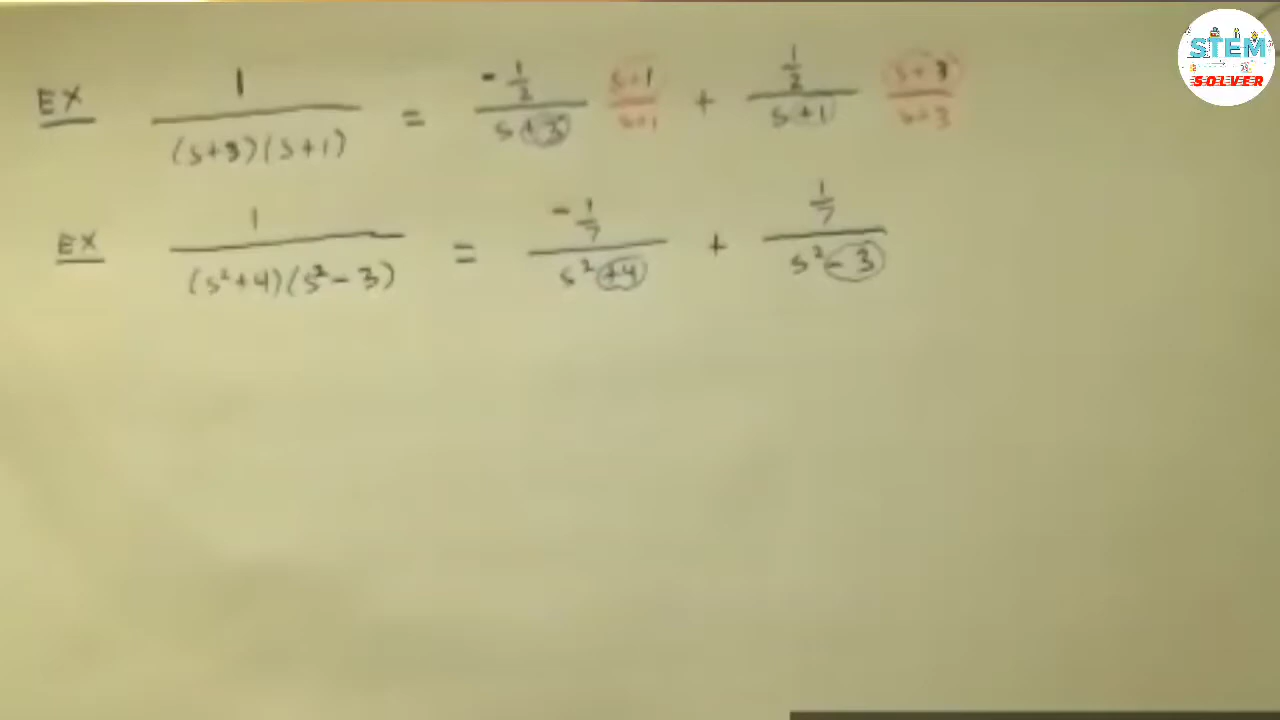 STEM
SOLVER
EX 1/((s+3)(s+1)) = (-1/2)/(s+3) (s+1)/(s+1) + (1/2)/(s+1) (s+3)/(s+3)
EX 1/((s²+4)(s²-3)) = (-1/7)/(s²+4) + (1/7)/(s²-3)